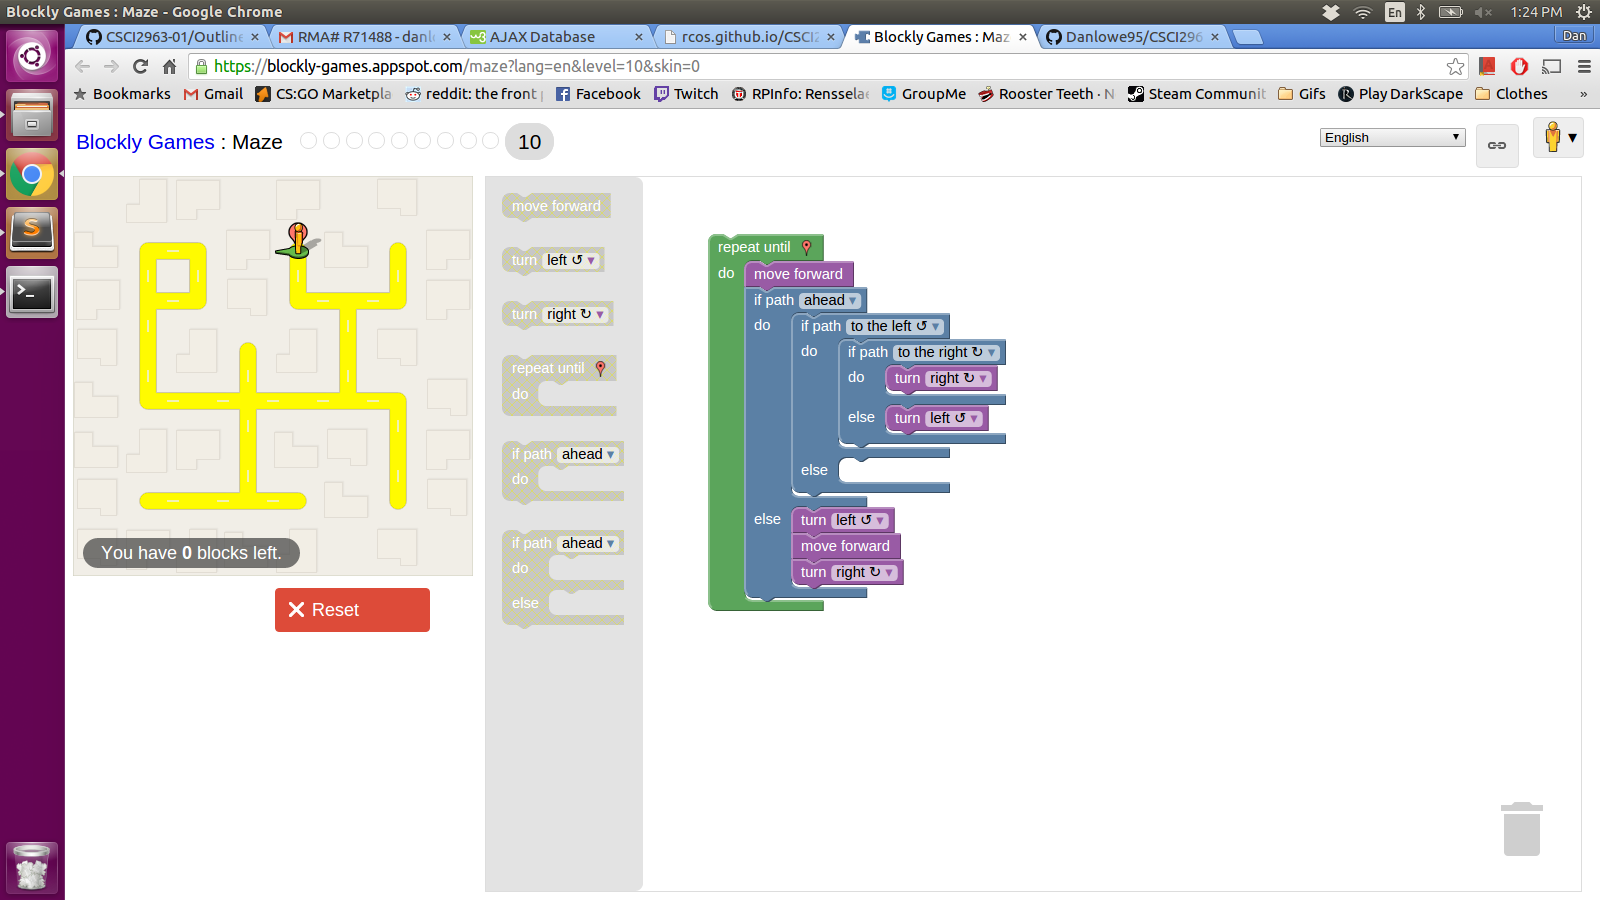 Blockly Games : Maze - Google Chrome
En
1:24 PM
CSCI2963-01/Outline
RMA# R71488 - danl
AJAX Database
rcos.github.io/CSCI2
Blockly Games : Maz
Danlowe95/CSCI296
Dan
https://blockly-games.appspot.com/maze?lang=en&level=10&skin=0
Bookmarks
Gmail
CS:GO Marketpla
reddit: the front
Facebook
Twitch
RPInfo: Rensselae
GroupMe
Rooster Teeth · N
Steam Communit
Gifs
Play DarkScape
Clothes
»
Blockly Games : Maze
10
English
You have 0 blocks left.
Reset
move forward
turn left ↺
turn right ↻
repeat until
do
if path ahead
do
if path ahead
do
else
repeat until
do
move forward
if path ahead
do
if path to the left ↺
do
if path to the right ↻
do
turn right ↻
else
turn left ↺
else
else
turn left ↺
move forward
turn right ↻